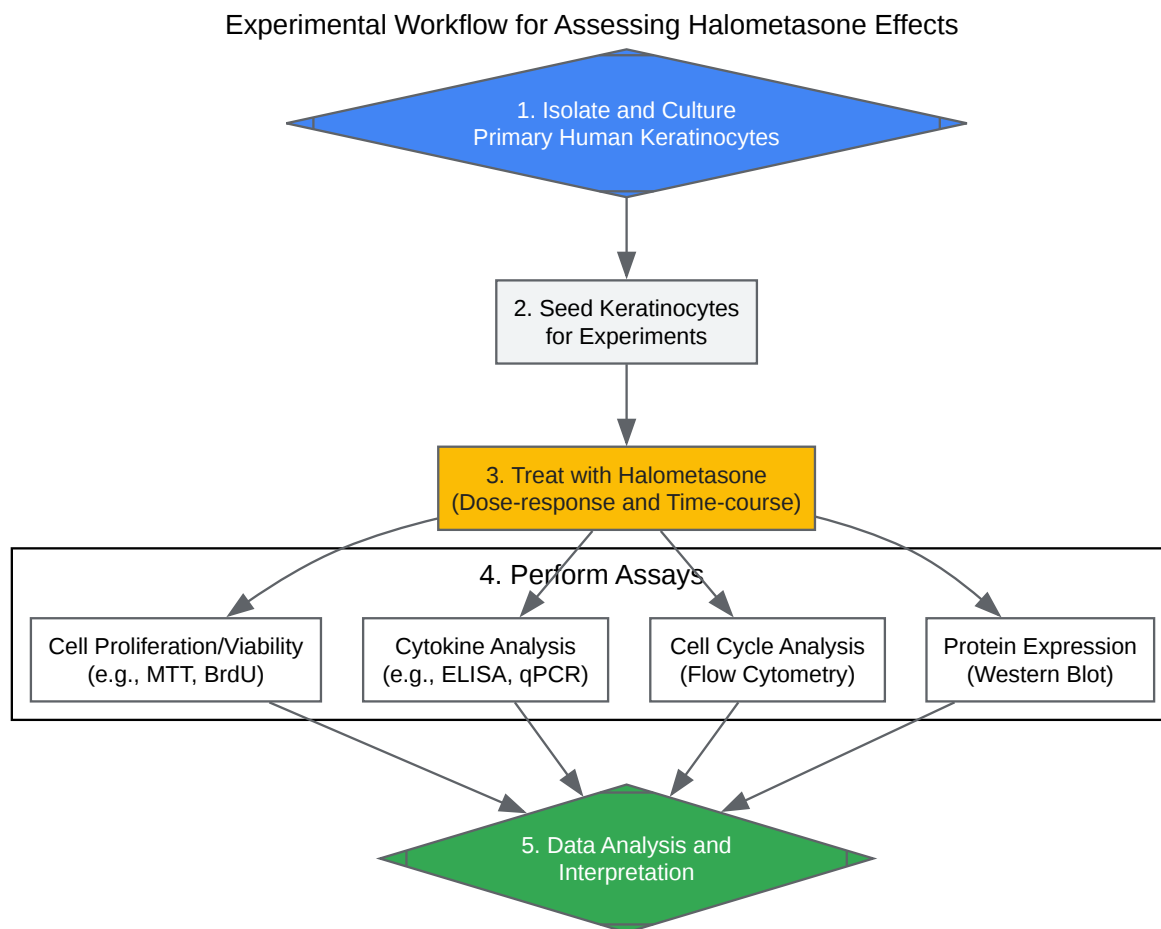 Experimental Workflow for Assessing Halometasone Effects
1. Isolate and Culture
Primary Human Keratinocytes
2. Seed Keratinocytes
for Experiments
3. Treat with Halometasone
(Dose-response and Time-course)
4. Perform Assays
Cell Proliferation/Viability
(e.g., MTT, BrdU)
Cytokine Analysis
(e.g., ELISA, qPCR)
Cell Cycle Analysis
(Flow Cytometry)
Protein Expression
(Western Blot)
5. Data Analysis and
Interpretation